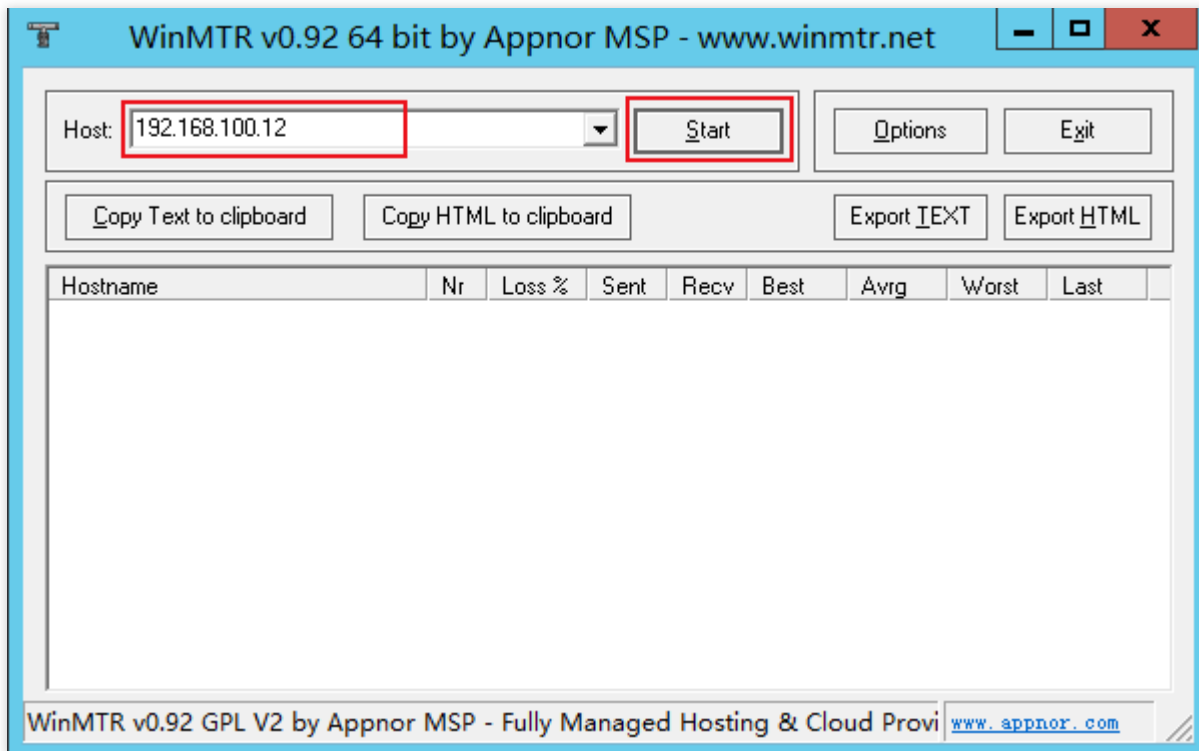 WinMTR v0.92 64 bit by Appnor MSP - www.winmtr.net
Host: 192.168.100.12 Start Options Exit
Copy Text to clipboard Copy HTML to clipboard Export TEXT Export HTML
Hostname Nr Loss % Sent Recv Best Avrg Worst Last
WinMTR v0.92 GPL V2 by Appnor MSP - Fully Managed Hosting & Cloud Provi www.appnor.com